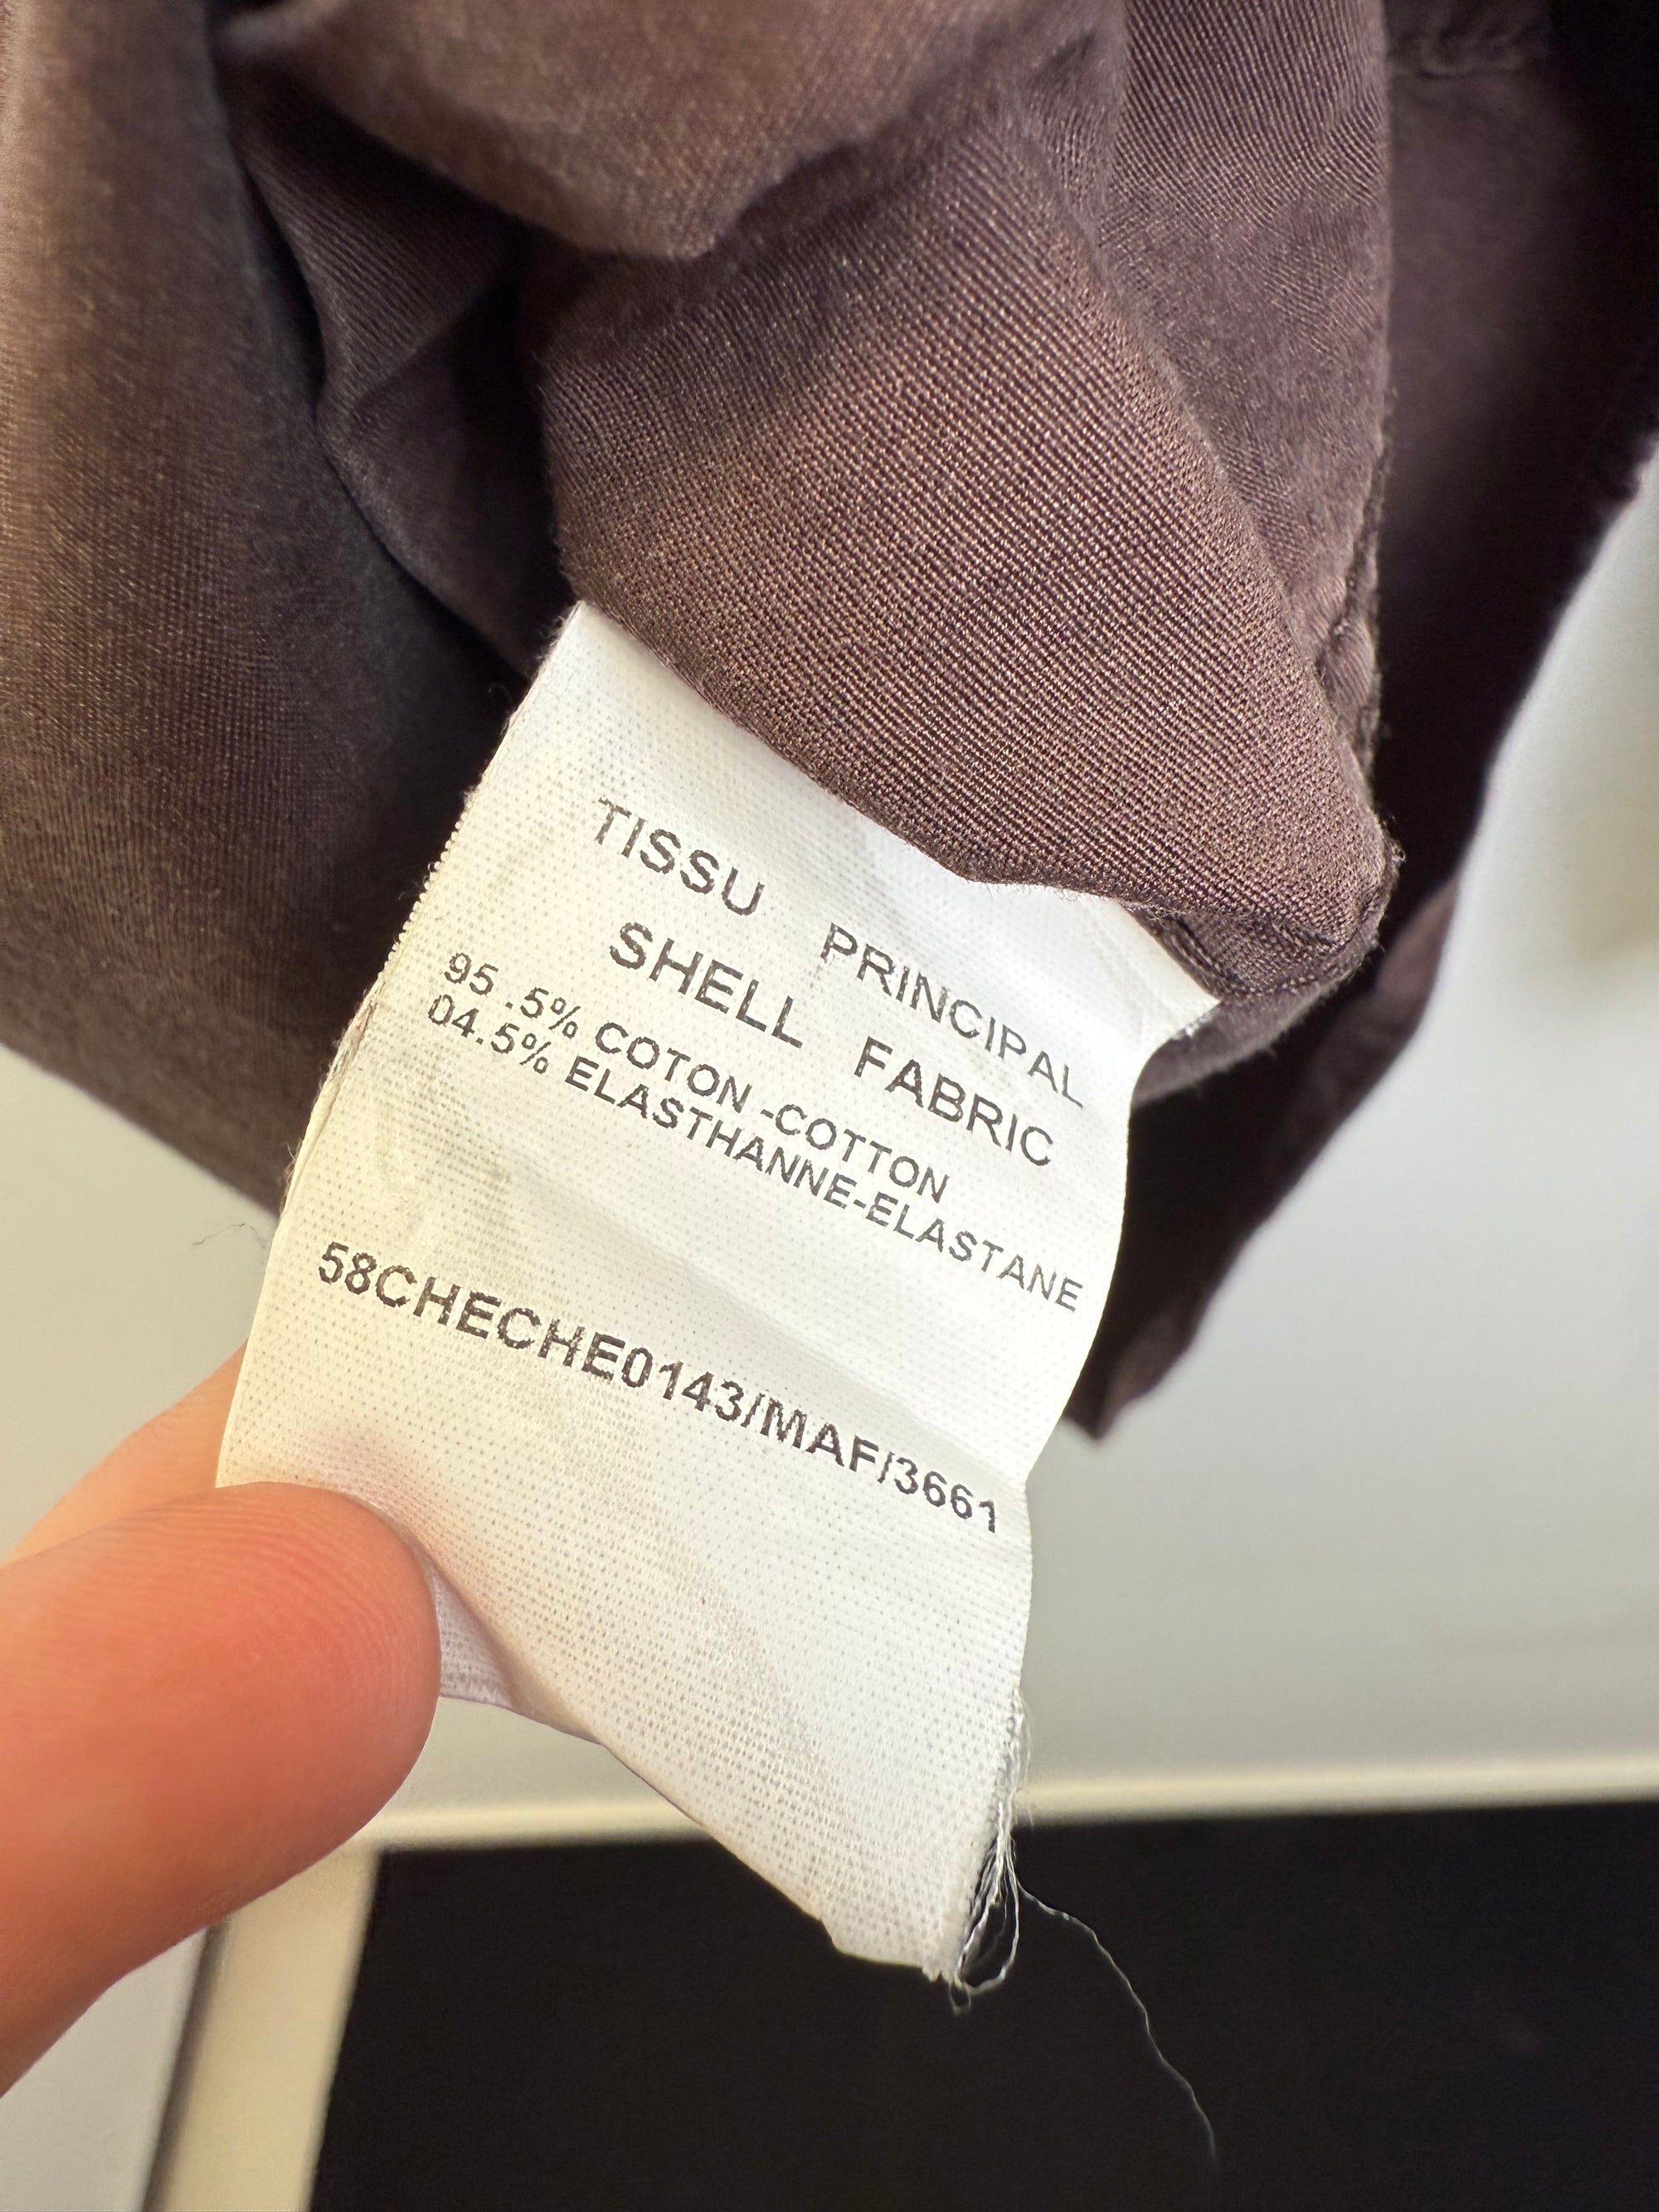 TISSU PRINCIPAL
SHELL FABRIC
95.5% COTON-COTTON
04.5% ELASTHANNE-ELASTANE
58CHECHE0143/MAF/3661